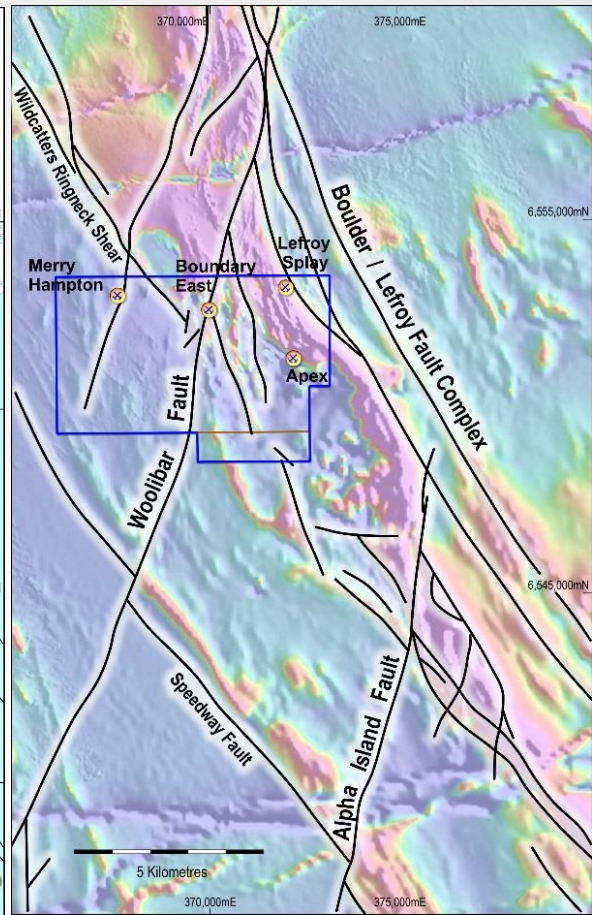 370,000mE
375,000mE
Wildcatters Ringneck Shear
6,555,000mN
Boulder / Lefroy Fault Complex
Lefroy
Splay
Merry
Hampton
Boundary
East
Apex
Woolibar Fault
6,545,000mN
Speedway Fault
Alpha Island Fault
5 Kilometres
370,000mE
375,000mE